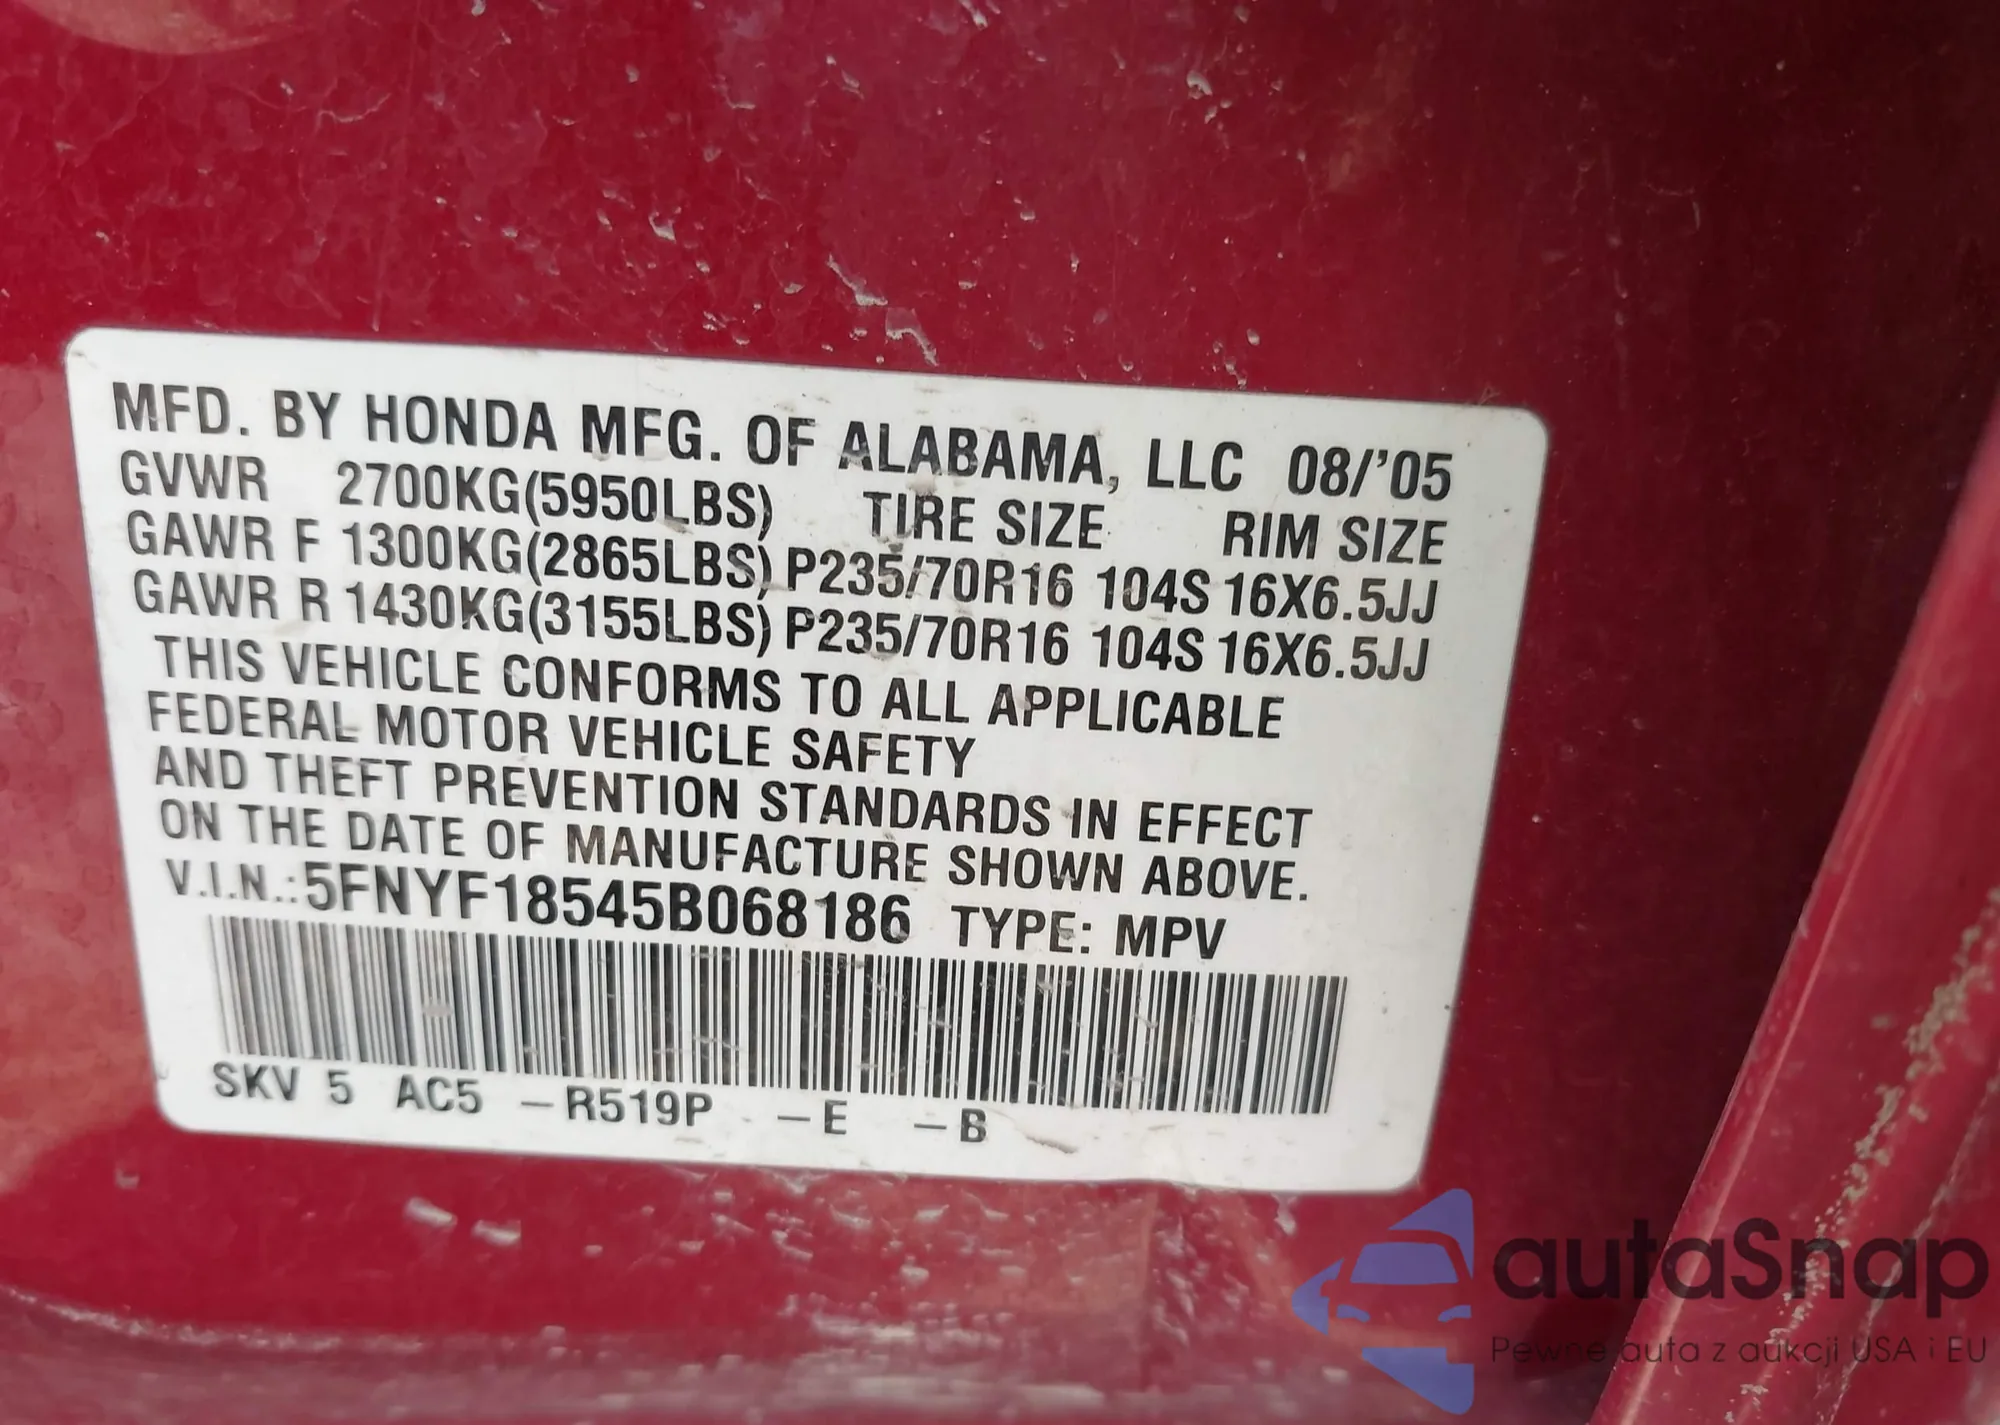 MFD. BY HONDA MFG. OF ALABAMA, LLC 08/'05
GVWR 2700KG(5950LBS) TIRE SIZE RIM SIZE
GAWR F 1300KG(2865LBS) P235/70R16 104S 16X6.5JJ
GAWR R 1430KG(3155LBS) P235/70R16 104S 16X6.5JJ
THIS VEHICLE CONFORMS TO ALL APPLICABLE
FEDERAL MOTOR VEHICLE SAFETY
AND THEFT PREVENTION STANDARDS IN EFFECT
ON THE DATE OF MANUFACTURE SHOWN ABOVE.
V.I.N.:5FNYF18545B068186 TYPE: MPV
SKV 5 AC5 -R519P -E -B
autaSnap
Pewne auta z aukcji USA i EU